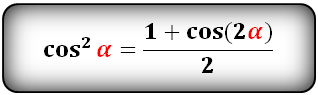 cos² α = (1 + cos(2α)) / 2